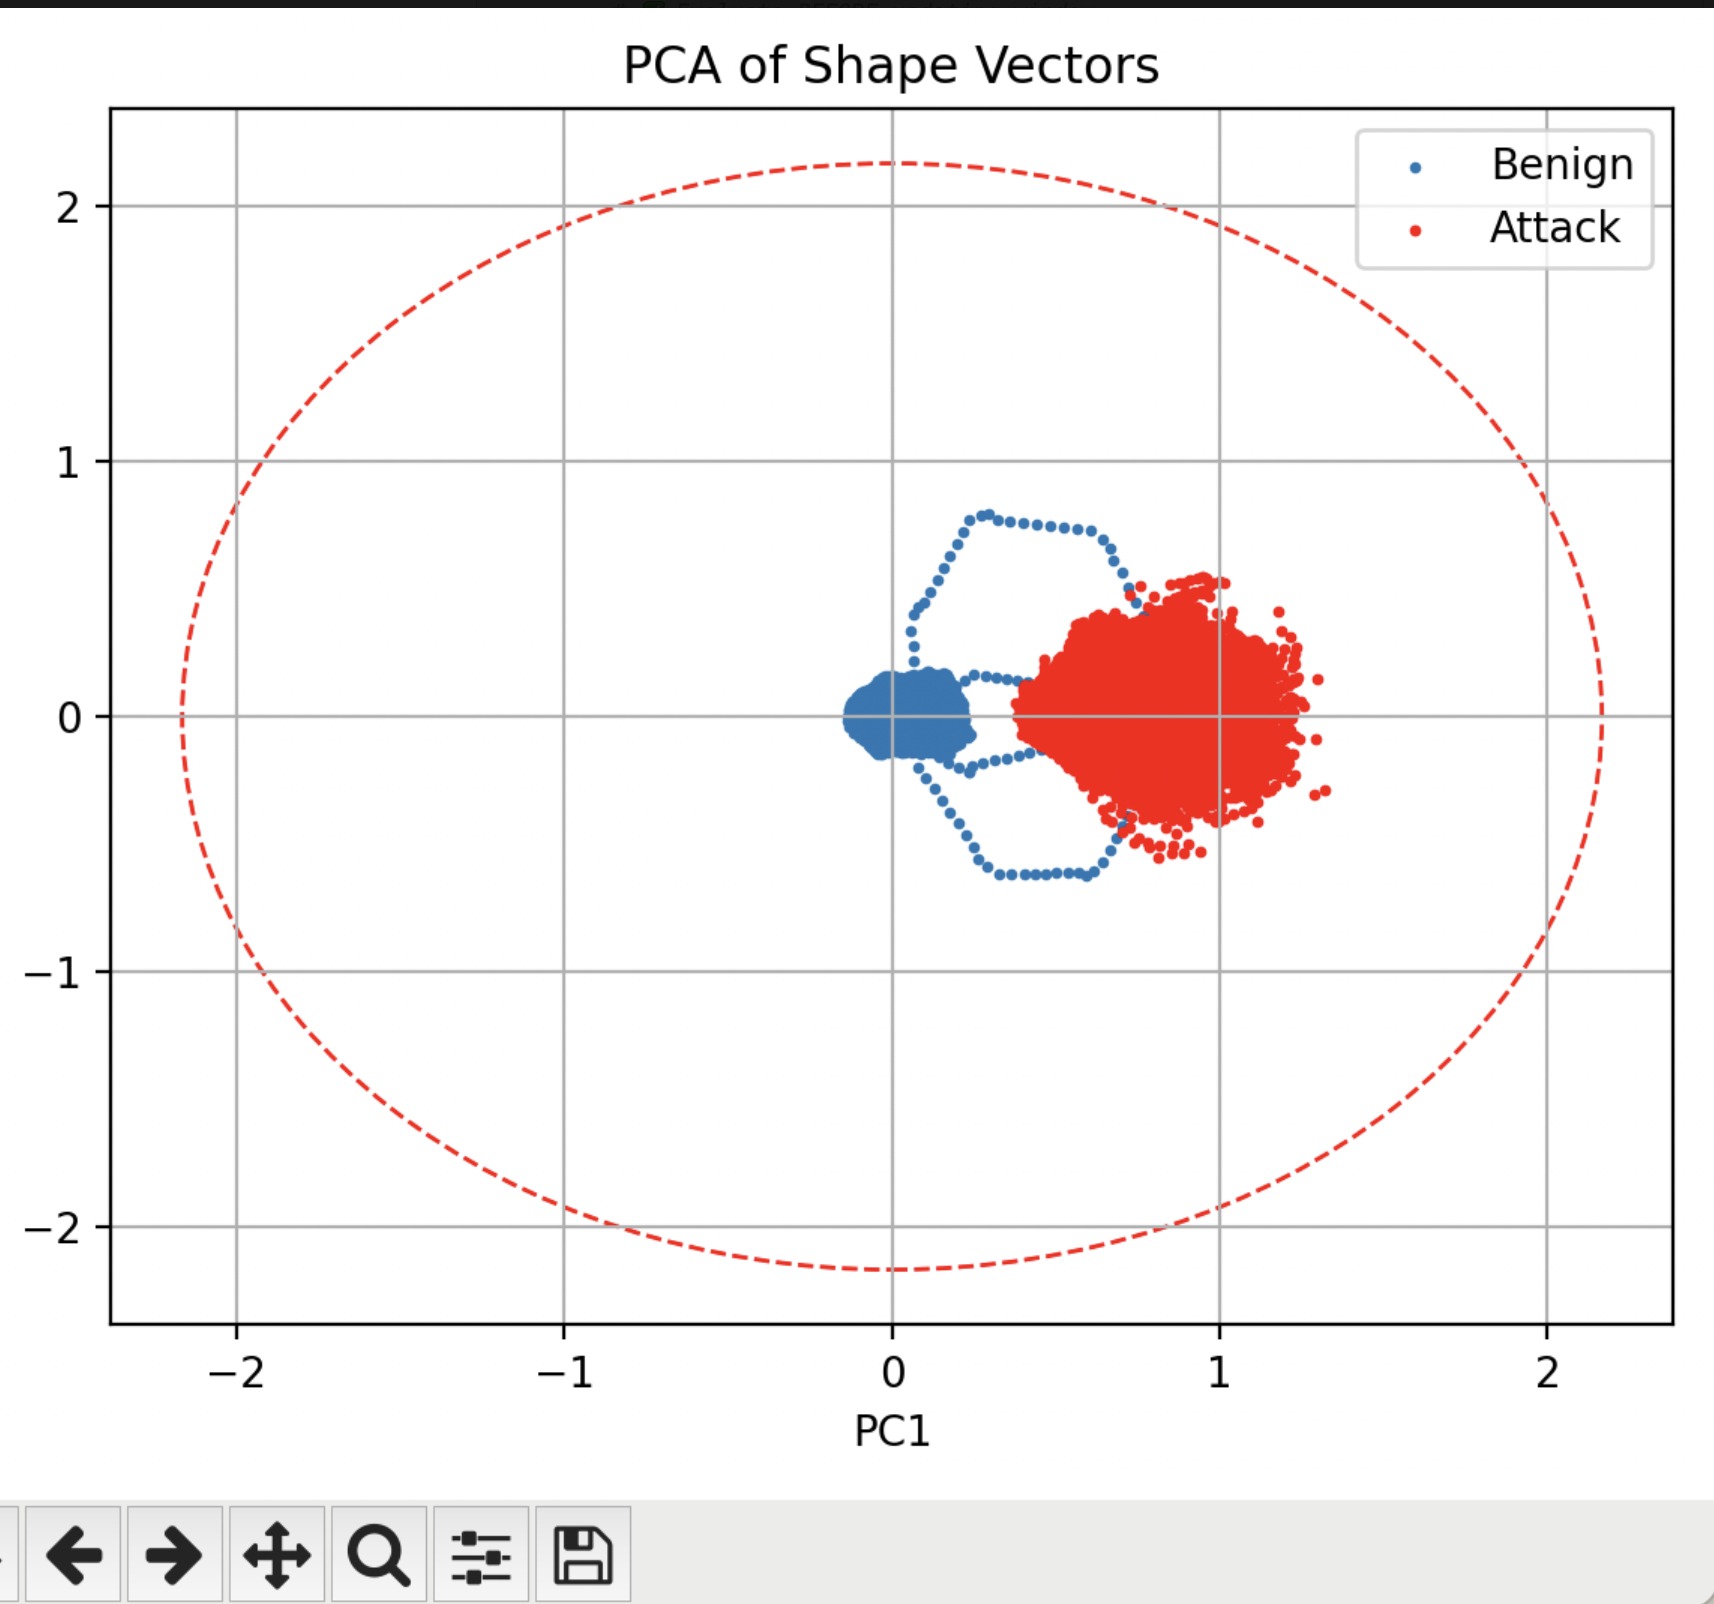 PCA of Shape Vectors
Benign
Attack
2
1
0
−1
−2
−2 −1 0 1 2
PC1